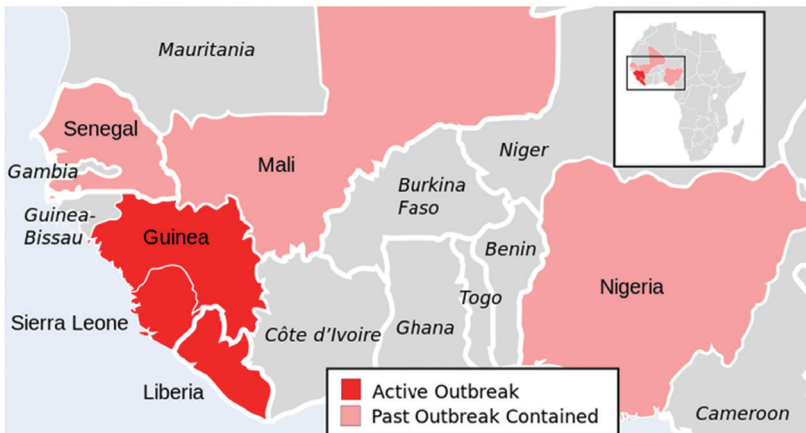 Mauritania
Senegal
Mali
Niger
Gambia
Burkina
Faso
Guinea-
Bissau
Guinea
Benin
Nigeria
Togo
Sierra Leone
Côte d'Ivoire
Ghana
Liberia
Active Outbreak
Past Outbreak Contained
Cameroon